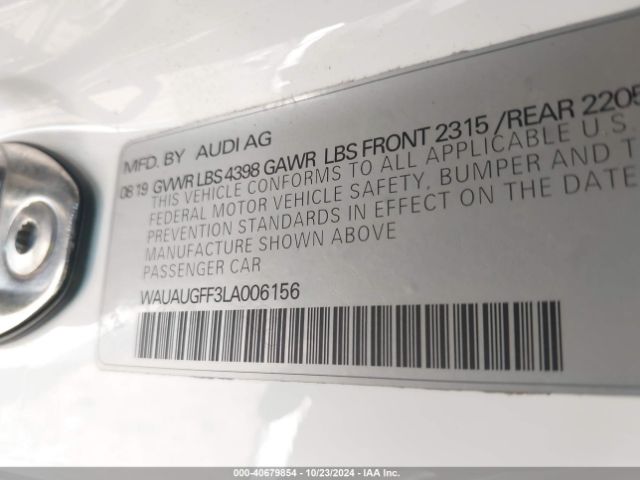 MFD. BY AUDI AG
08 19 GVWR LBS 4398 GAWR LBS FRONT 2315 /REAR 2205
THIS VEHICLE CONFORMS TO ALL APPLICABLE U.S.
FEDERAL MOTOR VEHICLE SAFETY, BUMPER AND T
PREVENTION STANDARDS IN EFFECT ON THE DATE
MANUFACTURE SHOWN ABOVE
PASSENGER CAR
WAUAUGFF3LA006156
000-40679854 - 10/23/2024 - IAA Inc.